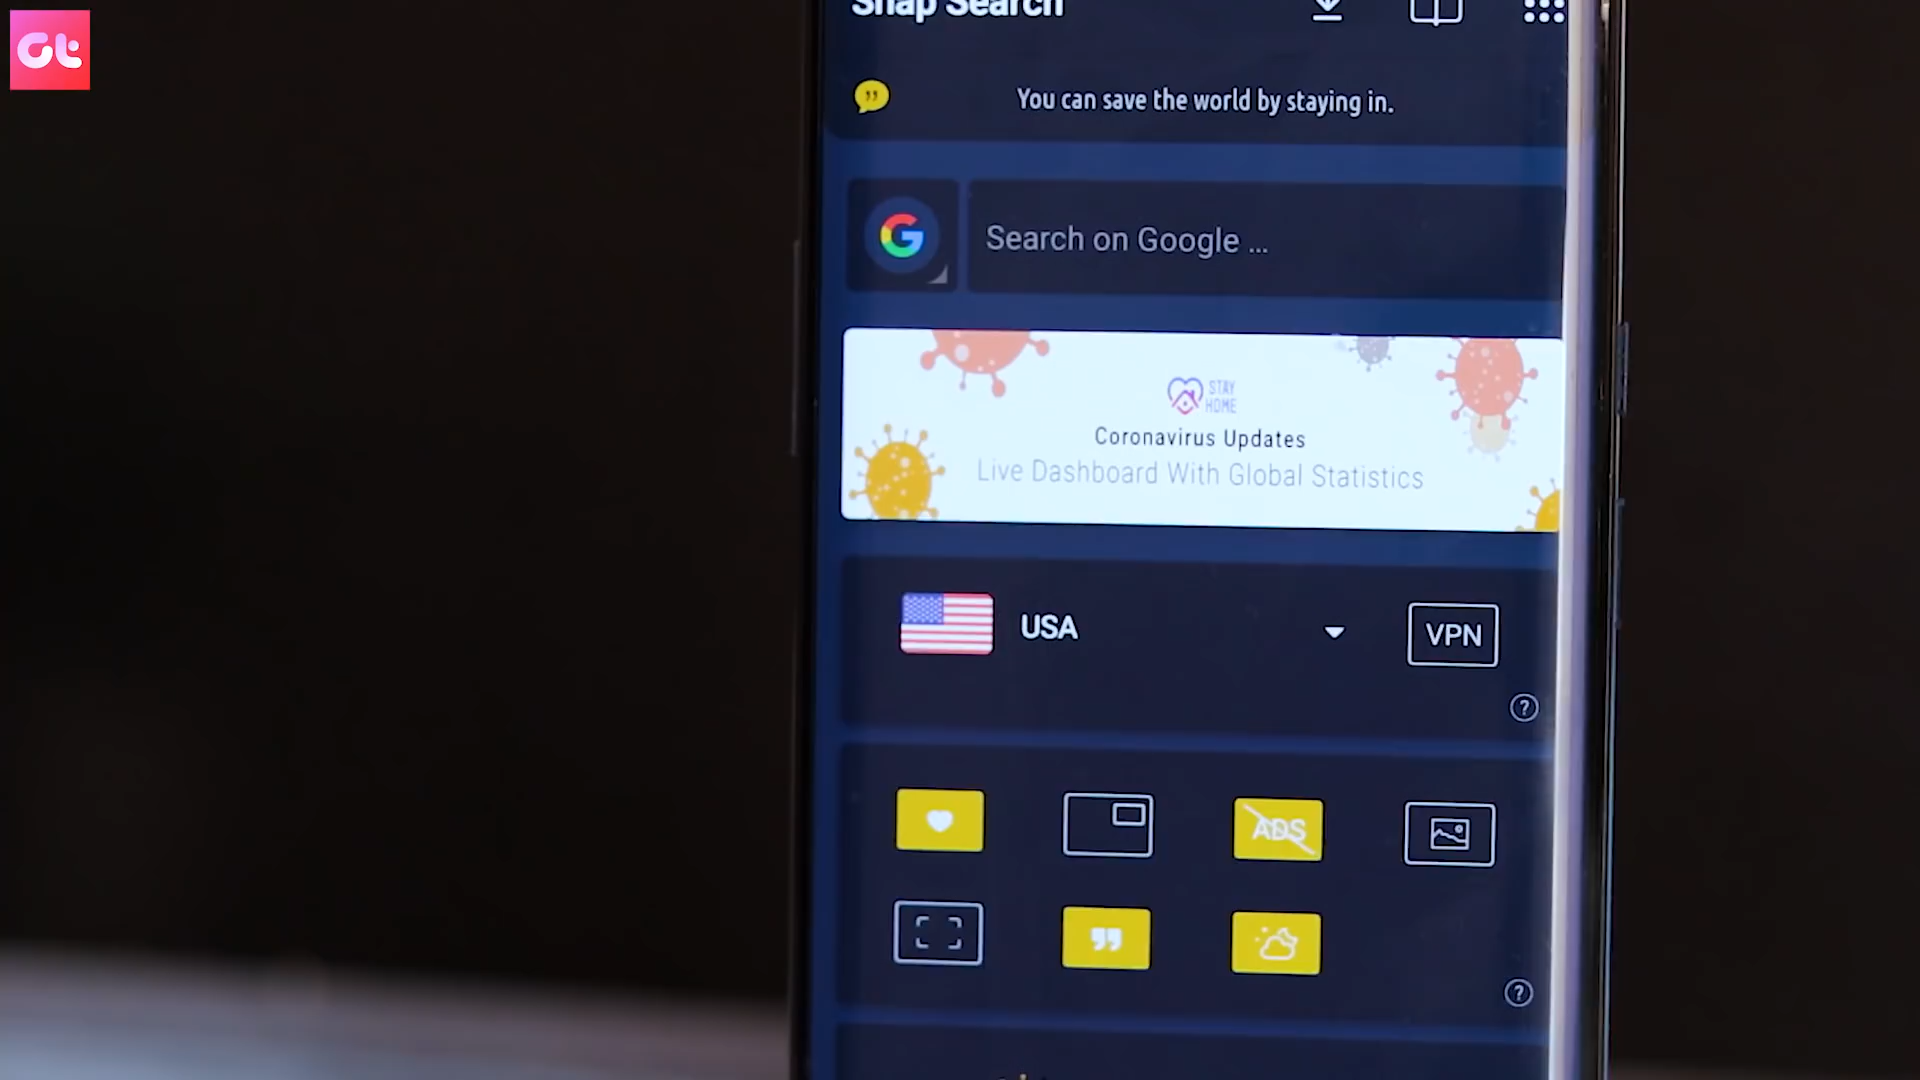 Gt
Snap Search
You can save the world by staying in.
Search on Google ...
STAY
HOME
Coronavirus Updates
Live Dashboard With Global Statistics
USA
VPN
?
ADS
?